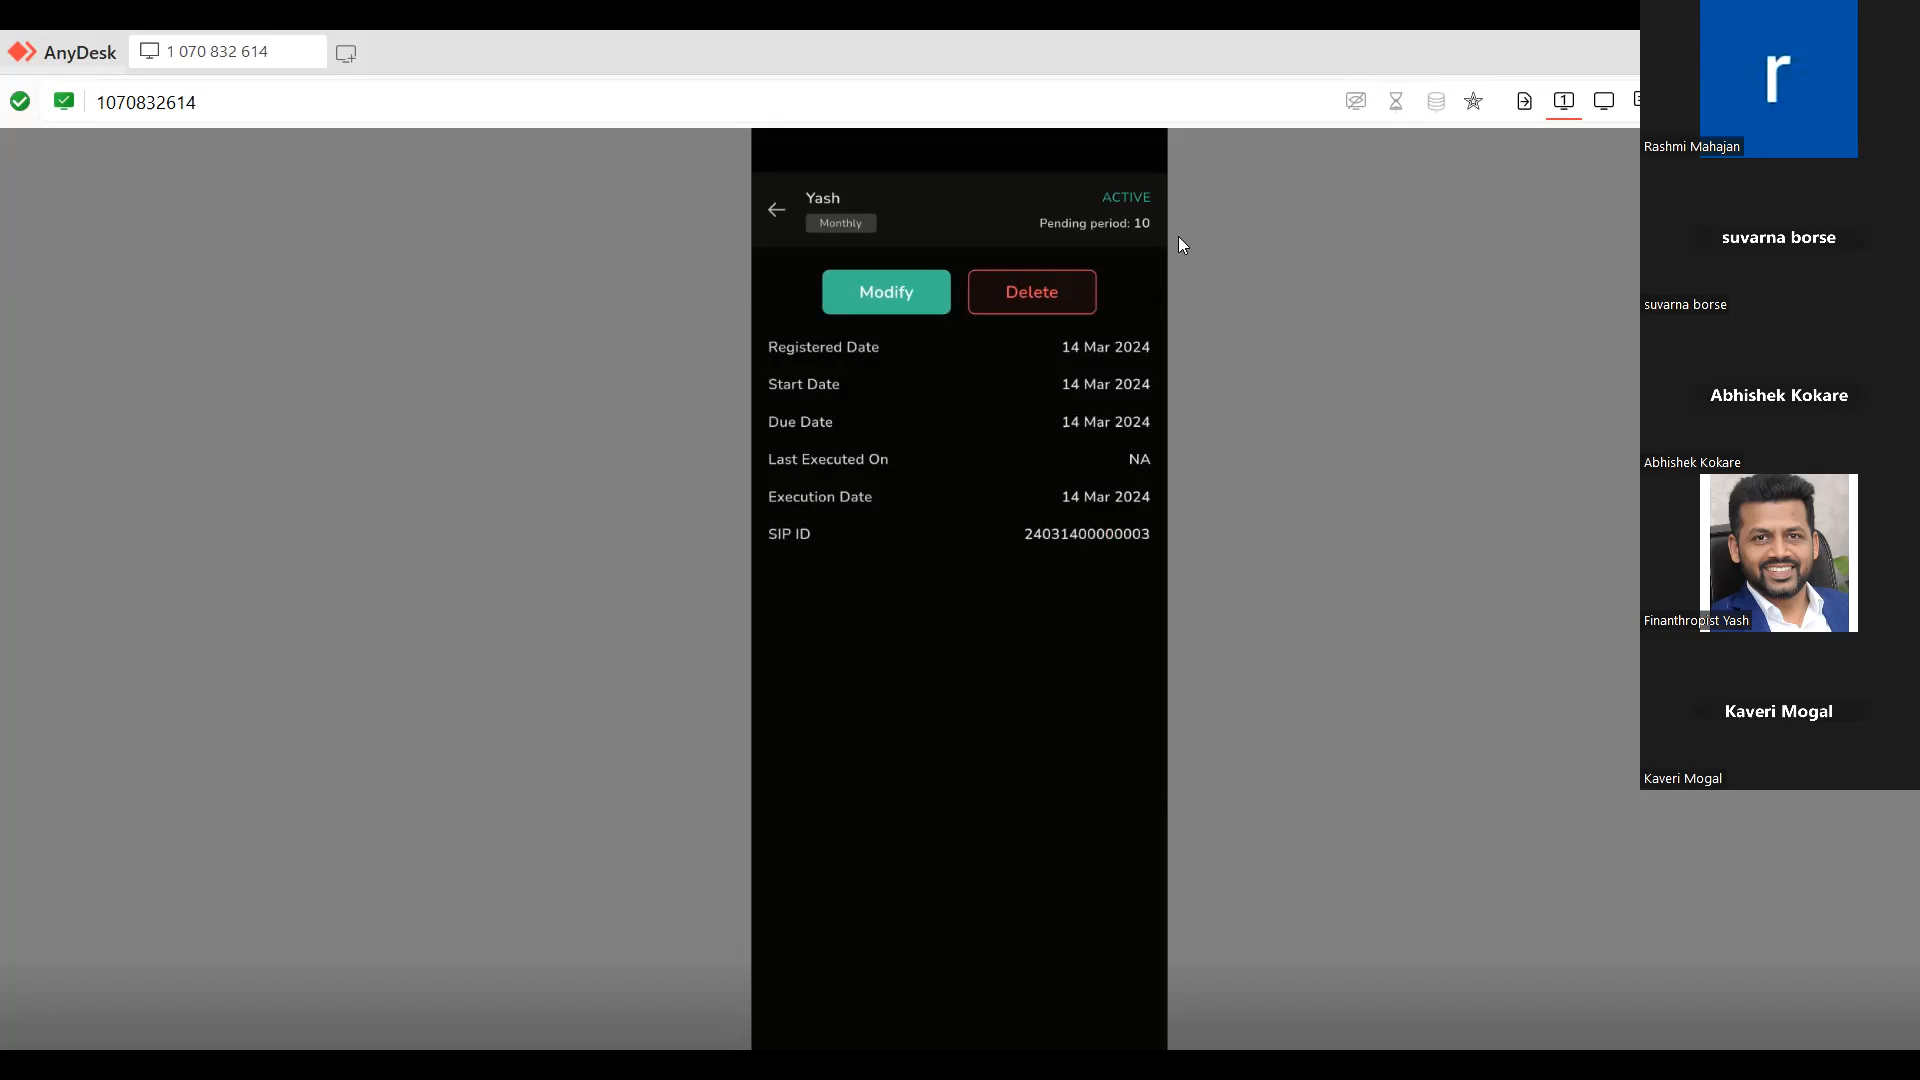 AnyDesk
1 070 832 614
1070832614
1
Yash
ACTIVE
Monthly
Pending period: 10
Modify
Delete
Registered Date
14 Mar 2024
Start Date
14 Mar 2024
Due Date
14 Mar 2024
Last Executed On
NA
Execution Date
14 Mar 2024
SIP ID
24031400000003
r
Rashmi Mahajan
suvarna borse
suvarna borse
Abhishek Kokare
Abhishek Kokare
Finanthropist Yash
Kaveri Mogal
Kaveri Mogal